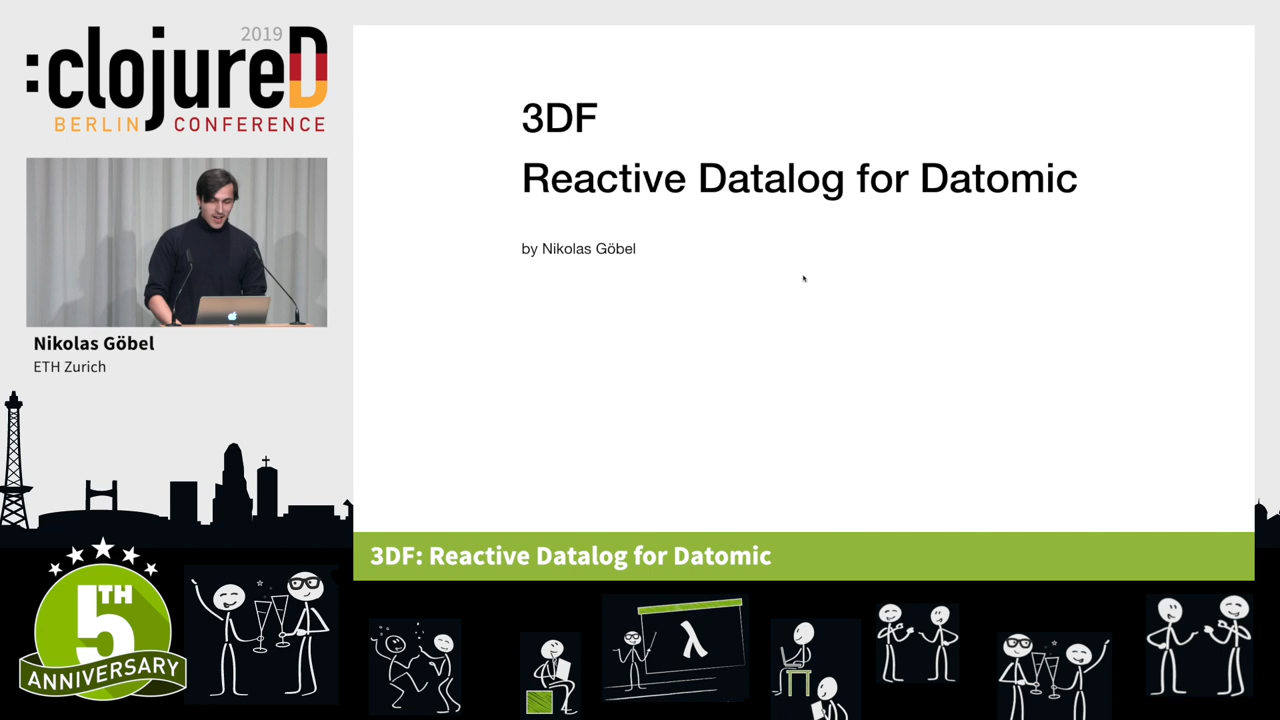 2019
:clojureD
BERLIN CONFERENCE
Nikolas Göbel
ETH Zurich
3DF
Reactive Datalog for Datomic
by Nikolas Göbel
3DF: Reactive Datalog for Datomic
5TH
ANNIVERSARY
λ